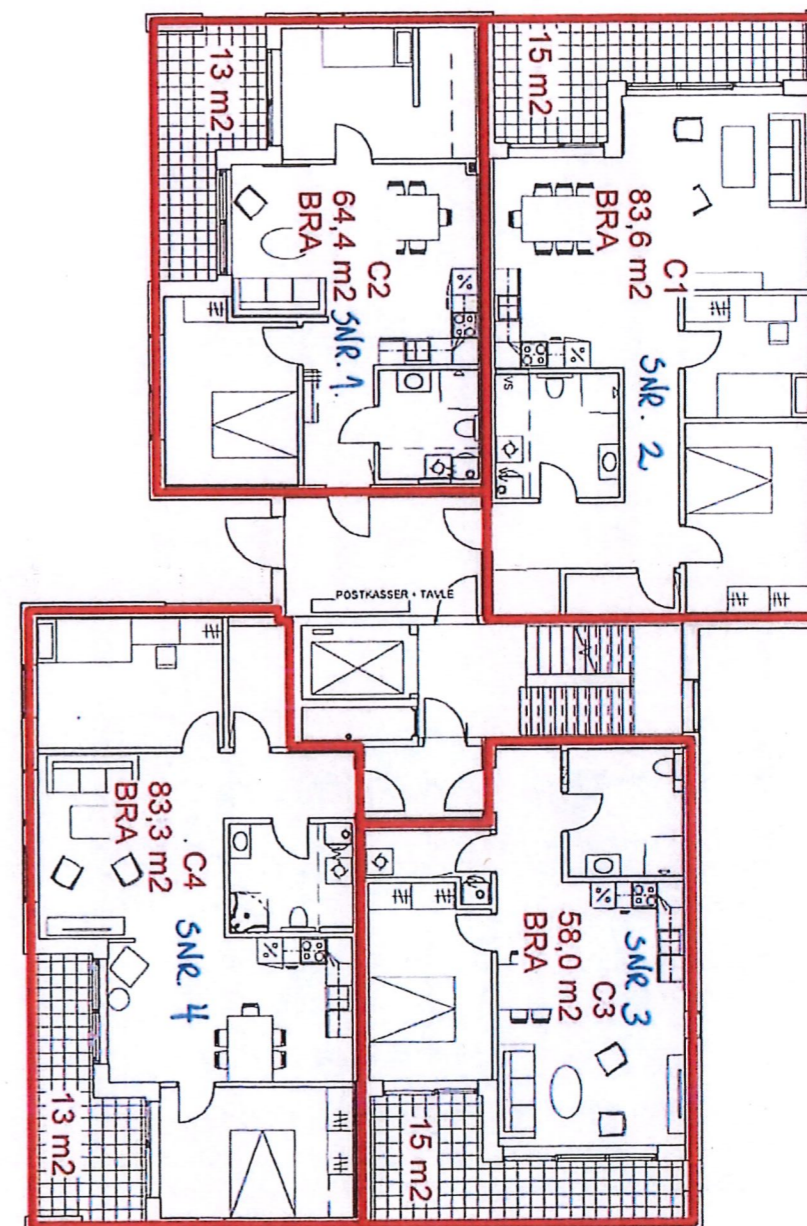 13 m2
C2
64,4 m2
BRA
SNR. 1.
15 m2
C1
83,6 m2
BRA
SNR. 2
VS
POSTKASSER + TAVLE
C4
83,3 m2
BRA
SNR. 4
13 m2
C3
58,0 m2
BRA
SNR 3
15 m2